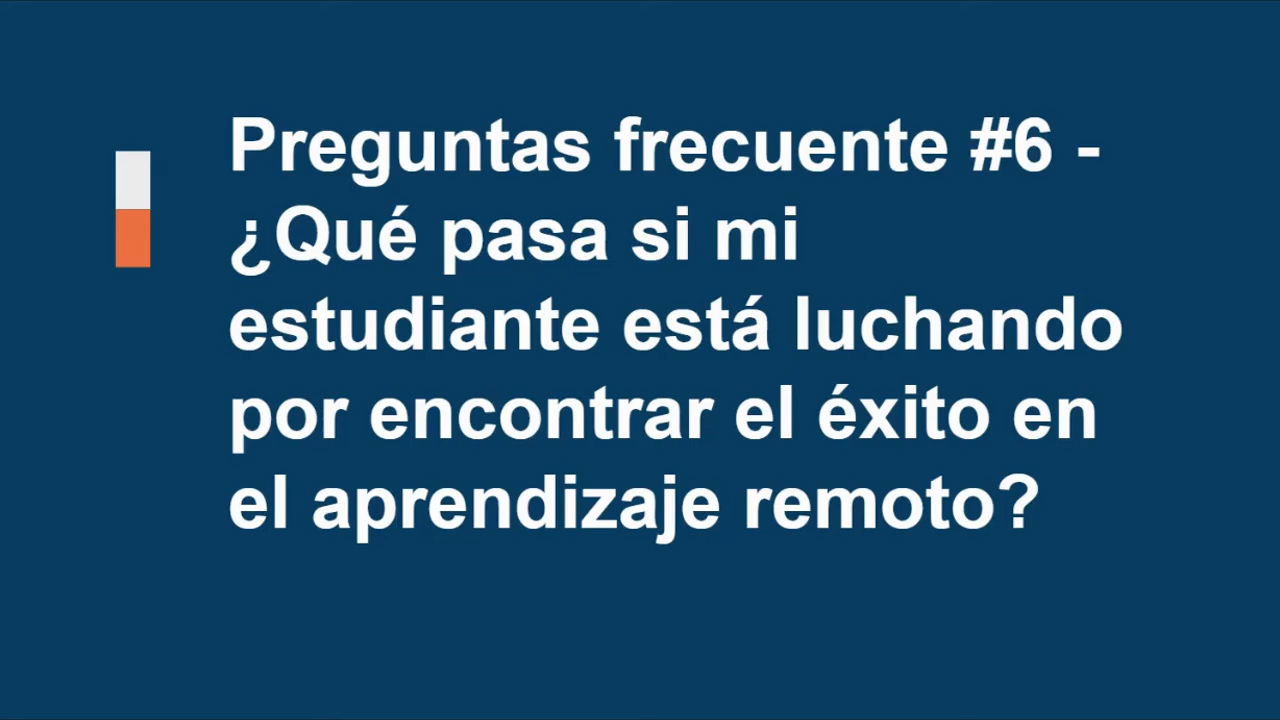 Preguntas frecuente #6 -
¿Qué pasa si mi
estudiante está luchando
por encontrar el éxito en
el aprendizaje remoto?